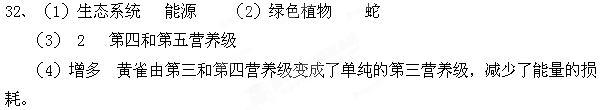 32、（1）生态系统　能源　（2）绿色植物　蛇
（3） 2　第四和第五营养级
（4）增多　黄雀由第三和第四营养级变成了单纯的第三营养级，减少了能量的损
耗。